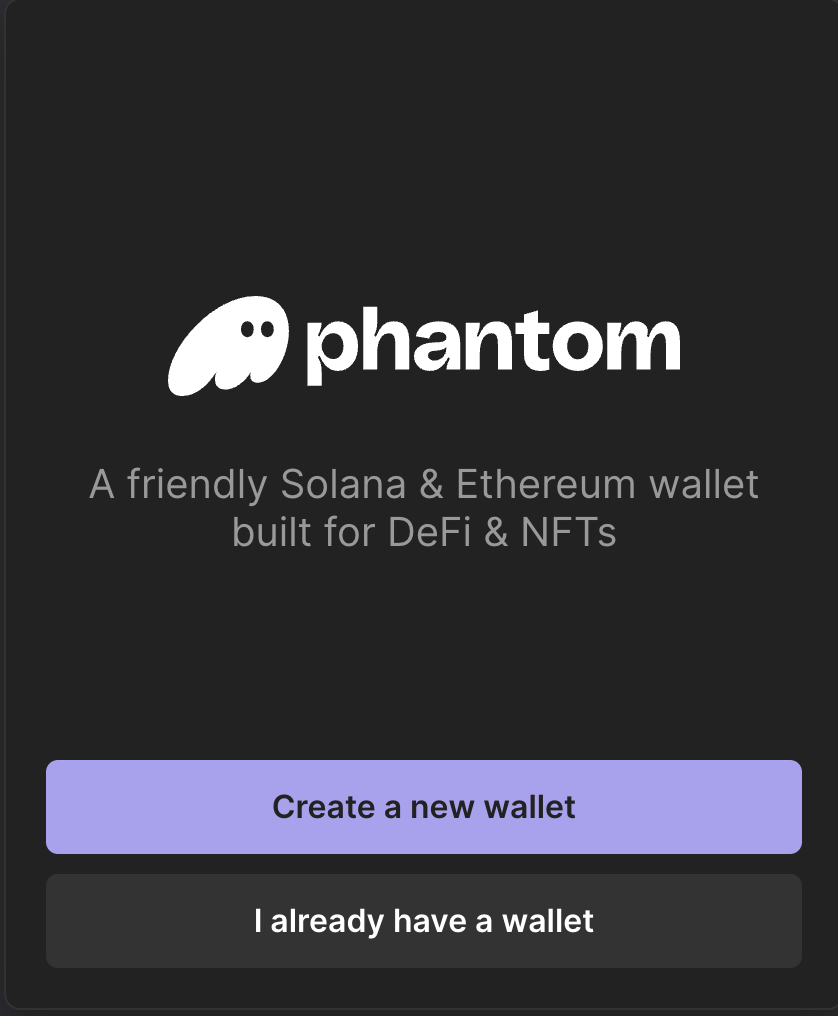 phantom
A friendly Solana & Ethereum wallet
built for DeFi & NFTs
Create a new wallet
I already have a wallet